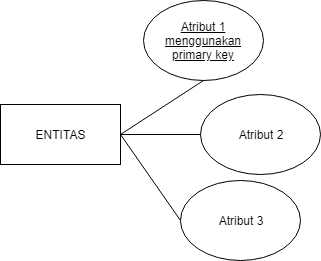 Atribut 1
menggunakan
primary key
ENTITAS
Atribut 2
Atribut 3